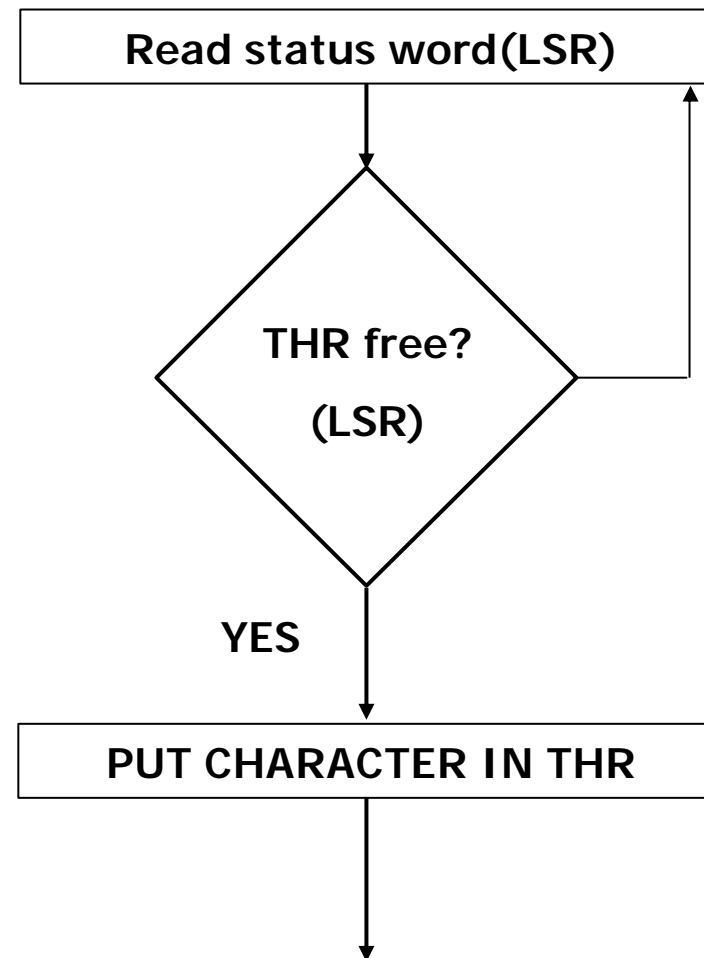 Read status word(LSR)
THR free?
(LSR)
YES
PUT CHARACTER IN THR